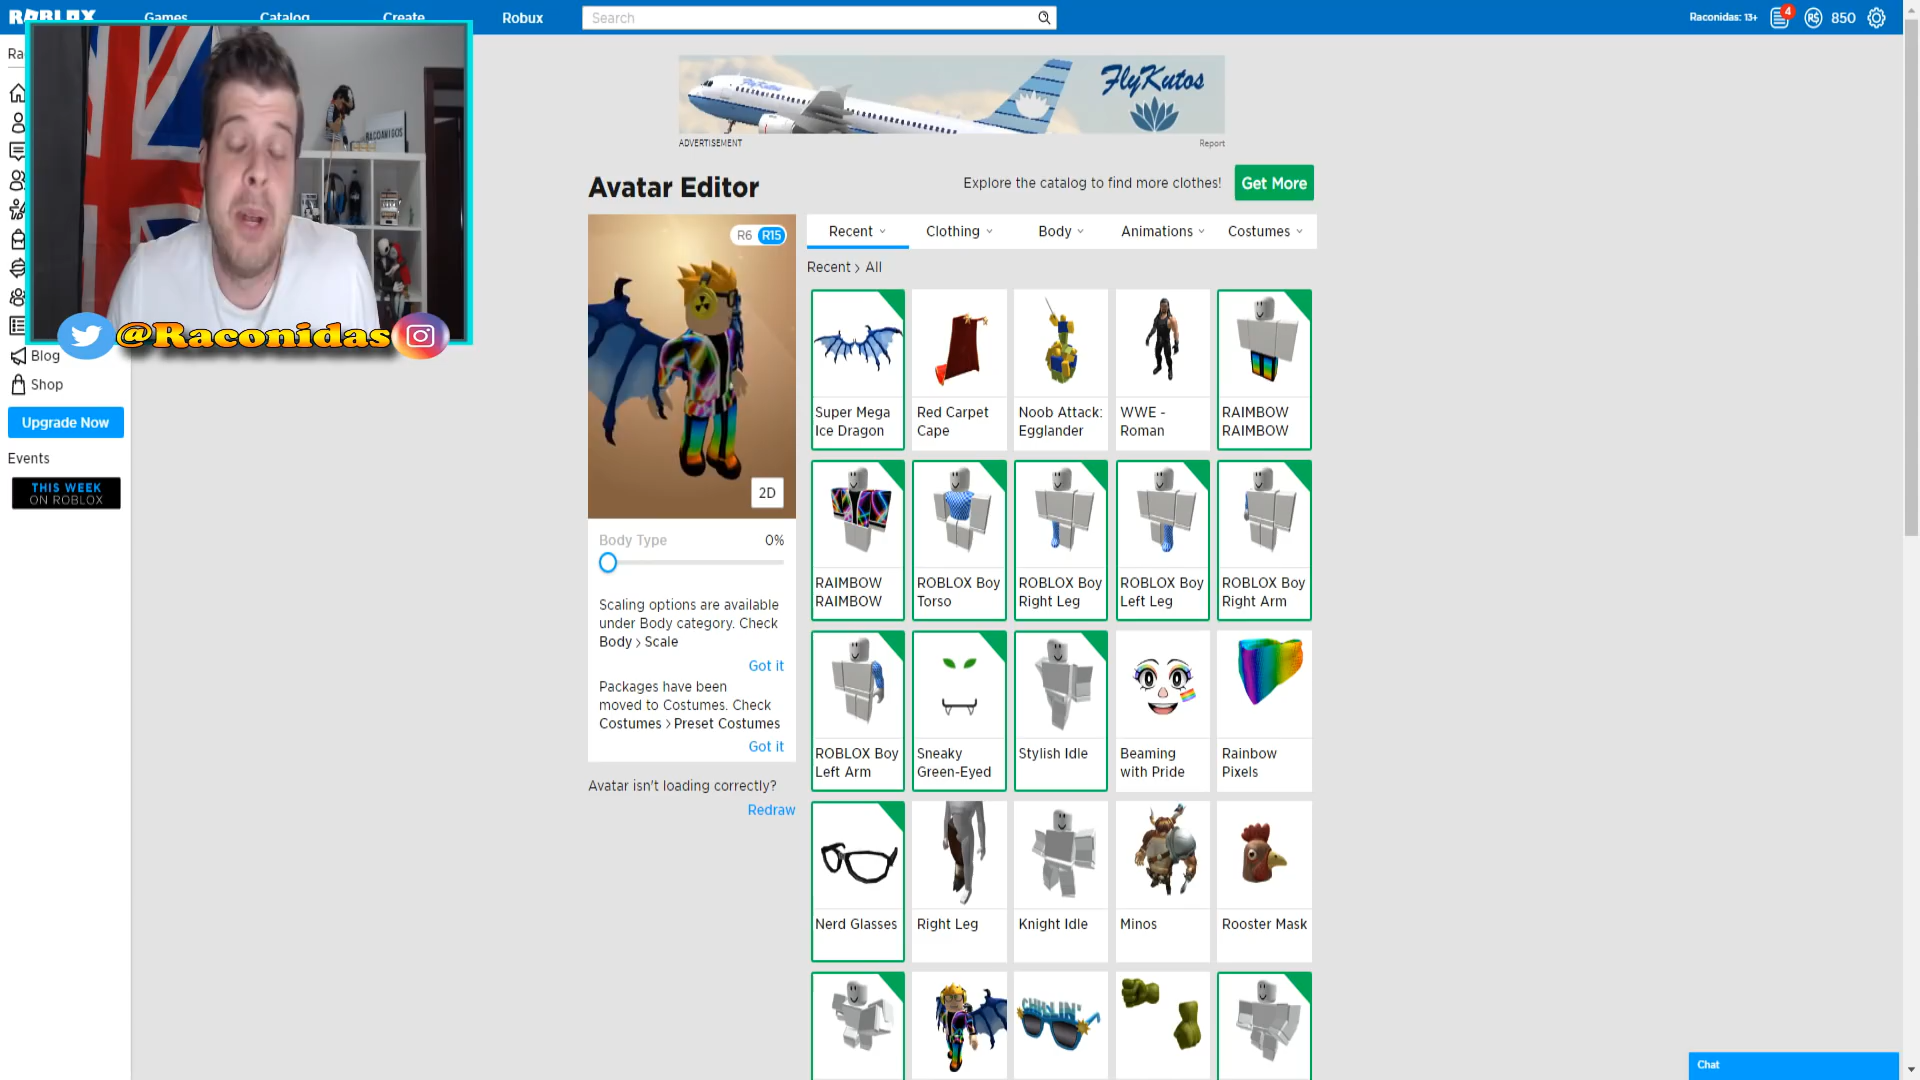 ROBLOX Games Catalog Create Robux Search Raconidas: 13+ 4 R$ 850
RACONIDAS
@Raconidas
Blog
Shop
Upgrade Now
Events
THIS WEEK
ON ROBLOX
FlyKutos
FlyKutos
ADVERTISEMENT Report
Avatar Editor
Explore the catalog to find more clothes! Get More
R6 R15
2D
Body Type 0%
Scaling options are available
under Body category. Check
Body > Scale
Got it
Packages have been
moved to Costumes. Check
Costumes > Preset Costumes
Got it
Avatar isn't loading correctly?
Redraw
Recent Clothing Body Animations Costumes
Recent > All
Super Mega
Ice Dragon
Red Carpet
Cape
Noob Attack:
Egglander
WWE -
Roman
RAIMBOW
RAIMBOW
RAIMBOW
RAIMBOW
ROBLOX Boy
Torso
ROBLOX Boy
Right Leg
ROBLOX Boy
Left Leg
ROBLOX Boy
Right Arm
ROBLOX Boy
Left Arm
Sneaky
Green-Eyed
Stylish Idle
Beaming
with Pride
Rainbow
Pixels
Nerd Glasses
Right Leg
Knight Idle
Minos
Rooster Mask
CHILLIN'
Chat